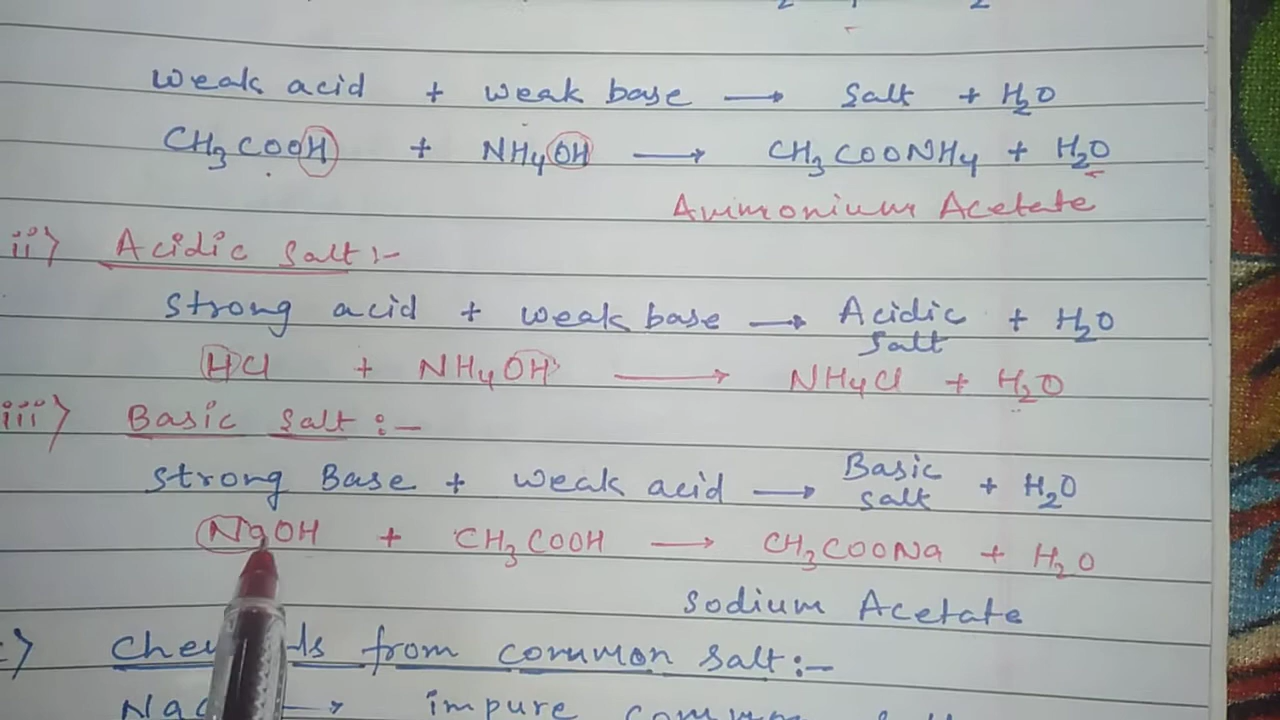 weak acid + weak base → salt + H₂O
CH₃COOH + NH₄OH → CH₃COONH₄ + H₂O
Ammonium Acetate
ii) Acidic salt :-
strong acid + weak base → Acidic salt + H₂O
HCl + NH₄OH → NH₄Cl + H₂O
iii) Basic salt :-
strong Base + weak acid → Basic salt + H₂O
NaOH + CH₃COOH → CH₃COONa + H₂O
sodium Acetate
from common salt :-
→ impure